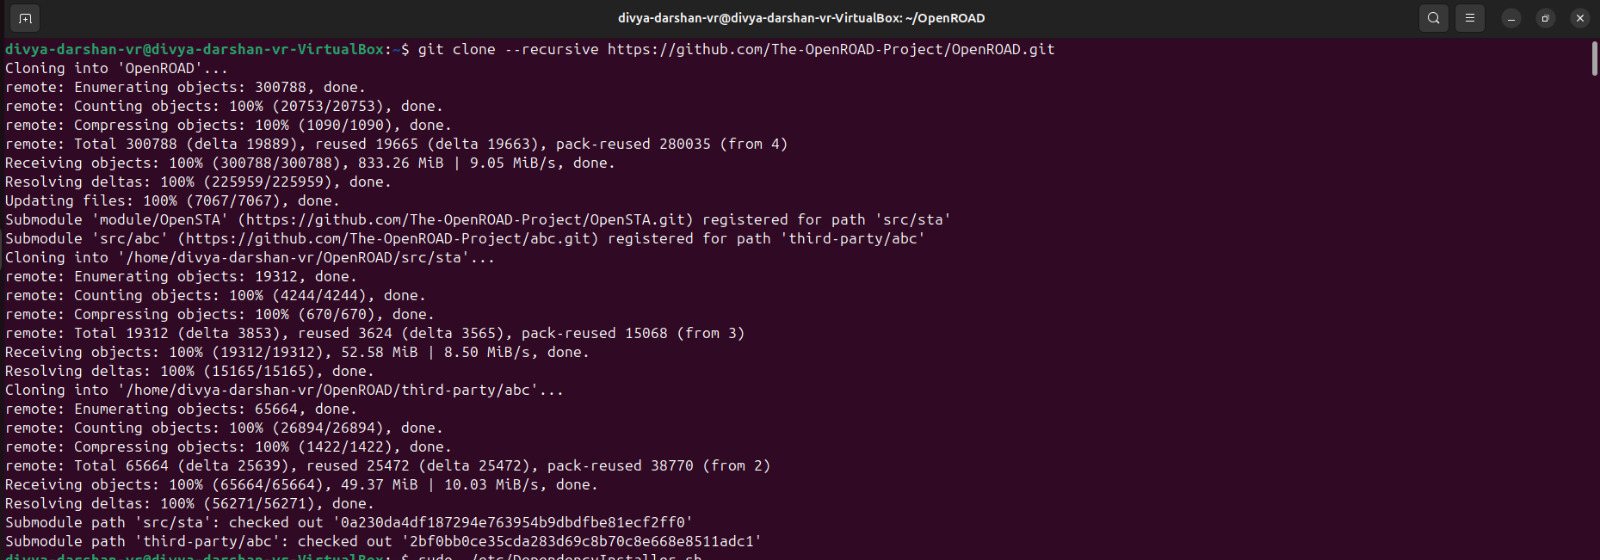 divya-darshan-vr@divya-darshan-vr-VirtualBox: ~/OpenROAD
divya-darshan-vr@divya-darshan-vr-VirtualBox:~$ git clone --recursive https://github.com/The-OpenROAD-Project/OpenROAD.git
Cloning into 'OpenROAD'...
remote: Enumerating objects: 300788, done.
remote: Counting objects: 100% (20753/20753), done.
remote: Compressing objects: 100% (1090/1090), done.
remote: Total 300788 (delta 19889), reused 19665 (delta 19663), pack-reused 280035 (from 4)
Receiving objects: 100% (300788/300788), 833.26 MiB | 9.05 MiB/s, done.
Resolving deltas: 100% (225959/225959), done.
Updating files: 100% (7067/7067), done.
Submodule 'module/OpenSTA' (https://github.com/The-OpenROAD-Project/OpenSTA.git) registered for path 'src/sta'
Submodule 'src/abc' (https://github.com/The-OpenROAD-Project/abc.git) registered for path 'third-party/abc'
Cloning into '/home/divya-darshan-vr/OpenROAD/src/sta'...
remote: Enumerating objects: 19312, done.
remote: Counting objects: 100% (4244/4244), done.
remote: Compressing objects: 100% (670/670), done.
remote: Total 19312 (delta 3853), reused 3624 (delta 3565), pack-reused 15068 (from 3)
Receiving objects: 100% (19312/19312), 52.58 MiB | 8.50 MiB/s, done.
Resolving deltas: 100% (15165/15165), done.
Cloning into '/home/divya-darshan-vr/OpenROAD/third-party/abc'...
remote: Enumerating objects: 65664, done.
remote: Counting objects: 100% (26894/26894), done.
remote: Compressing objects: 100% (1422/1422), done.
remote: Total 65664 (delta 25639), reused 25472 (delta 25472), pack-reused 38770 (from 2)
Receiving objects: 100% (65664/65664), 49.37 MiB | 10.03 MiB/s, done.
Resolving deltas: 100% (56271/56271), done.
Submodule path 'src/sta': checked out '0a230da4df187294e763954b9dbdfbe81ecf2ff0'
Submodule path 'third-party/abc': checked out '2bf0bb0ce35cda283d69c8b70c8e668e8511adc1'
divya-darshan-vr@divya-darshan-vr-VirtualBox:~$ sudo ./etc/DependencyInstaller.sh